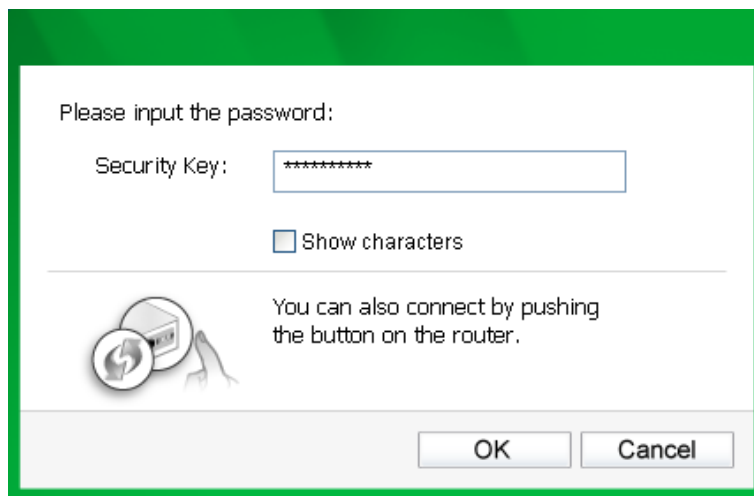 Please input the password:
Security Key: **********
Show characters
You can also connect by pushing
the button on the router.
OK Cancel